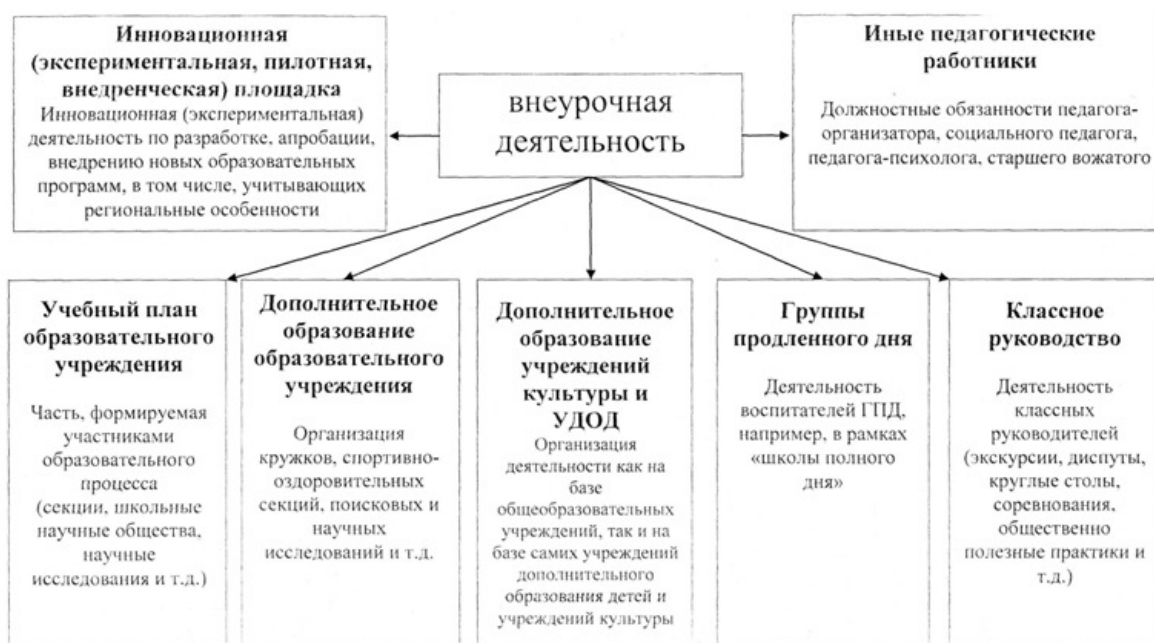 Инновационная
(экспериментальная, пилотная,
внедренческая) площадка
Инновационная (экспериментальная)
деятельность по разработке, апробации,
внедрению новых образовательных
программ, в том числе, учитывающих
региональные особенности
внеурочная
деятельность
Иные педагогические
работники
Должностные обязанности педагога-
организатора, социального педагога,
педагога-психолога, старшего вожатого
Учебный план
образовательного
учреждения
Часть, формируемая
участниками
образовательного
процесса
(секции, школьные
научные общества,
научные
исследования и т.д.)
Дополнительное
образование
образовательного
учреждения
Организация
кружков, спортивно-
оздоровительных
секций, поисковых и
научных
исследований и т.д.
Дополнительное
образование
учреждений
культуры и
УДОД
Организация
деятельности как на
базе
общеобразовательных
учреждений, так и на
базе самих учреждений
дополнительного
образования детей и
учреждений культуры
Группы
продленного дня
Деятельность
воспитателей ГПД,
например, в рамках
«школы полного
дня»
Классное
руководство
Деятельность
классных
руководителей
(экскурсии, диспуты,
круглые столы,
соревнования,
общественно
полезные практики и
т.д.)